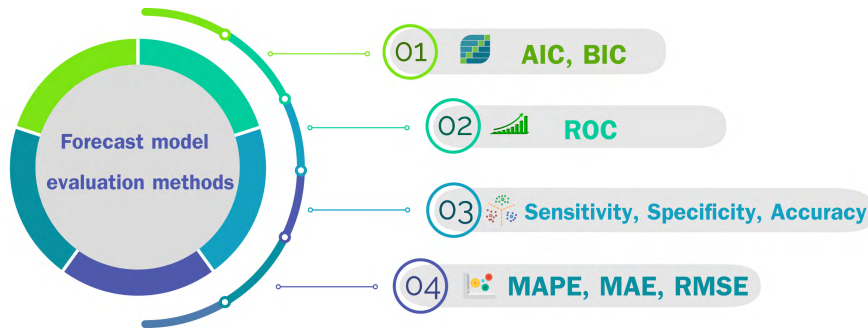 Forecast model
evaluation methods
01
AIC, BIC
02
ROC
03
Sensitivity, Specificity, Accuracy
04
MAPE, MAE, RMSE